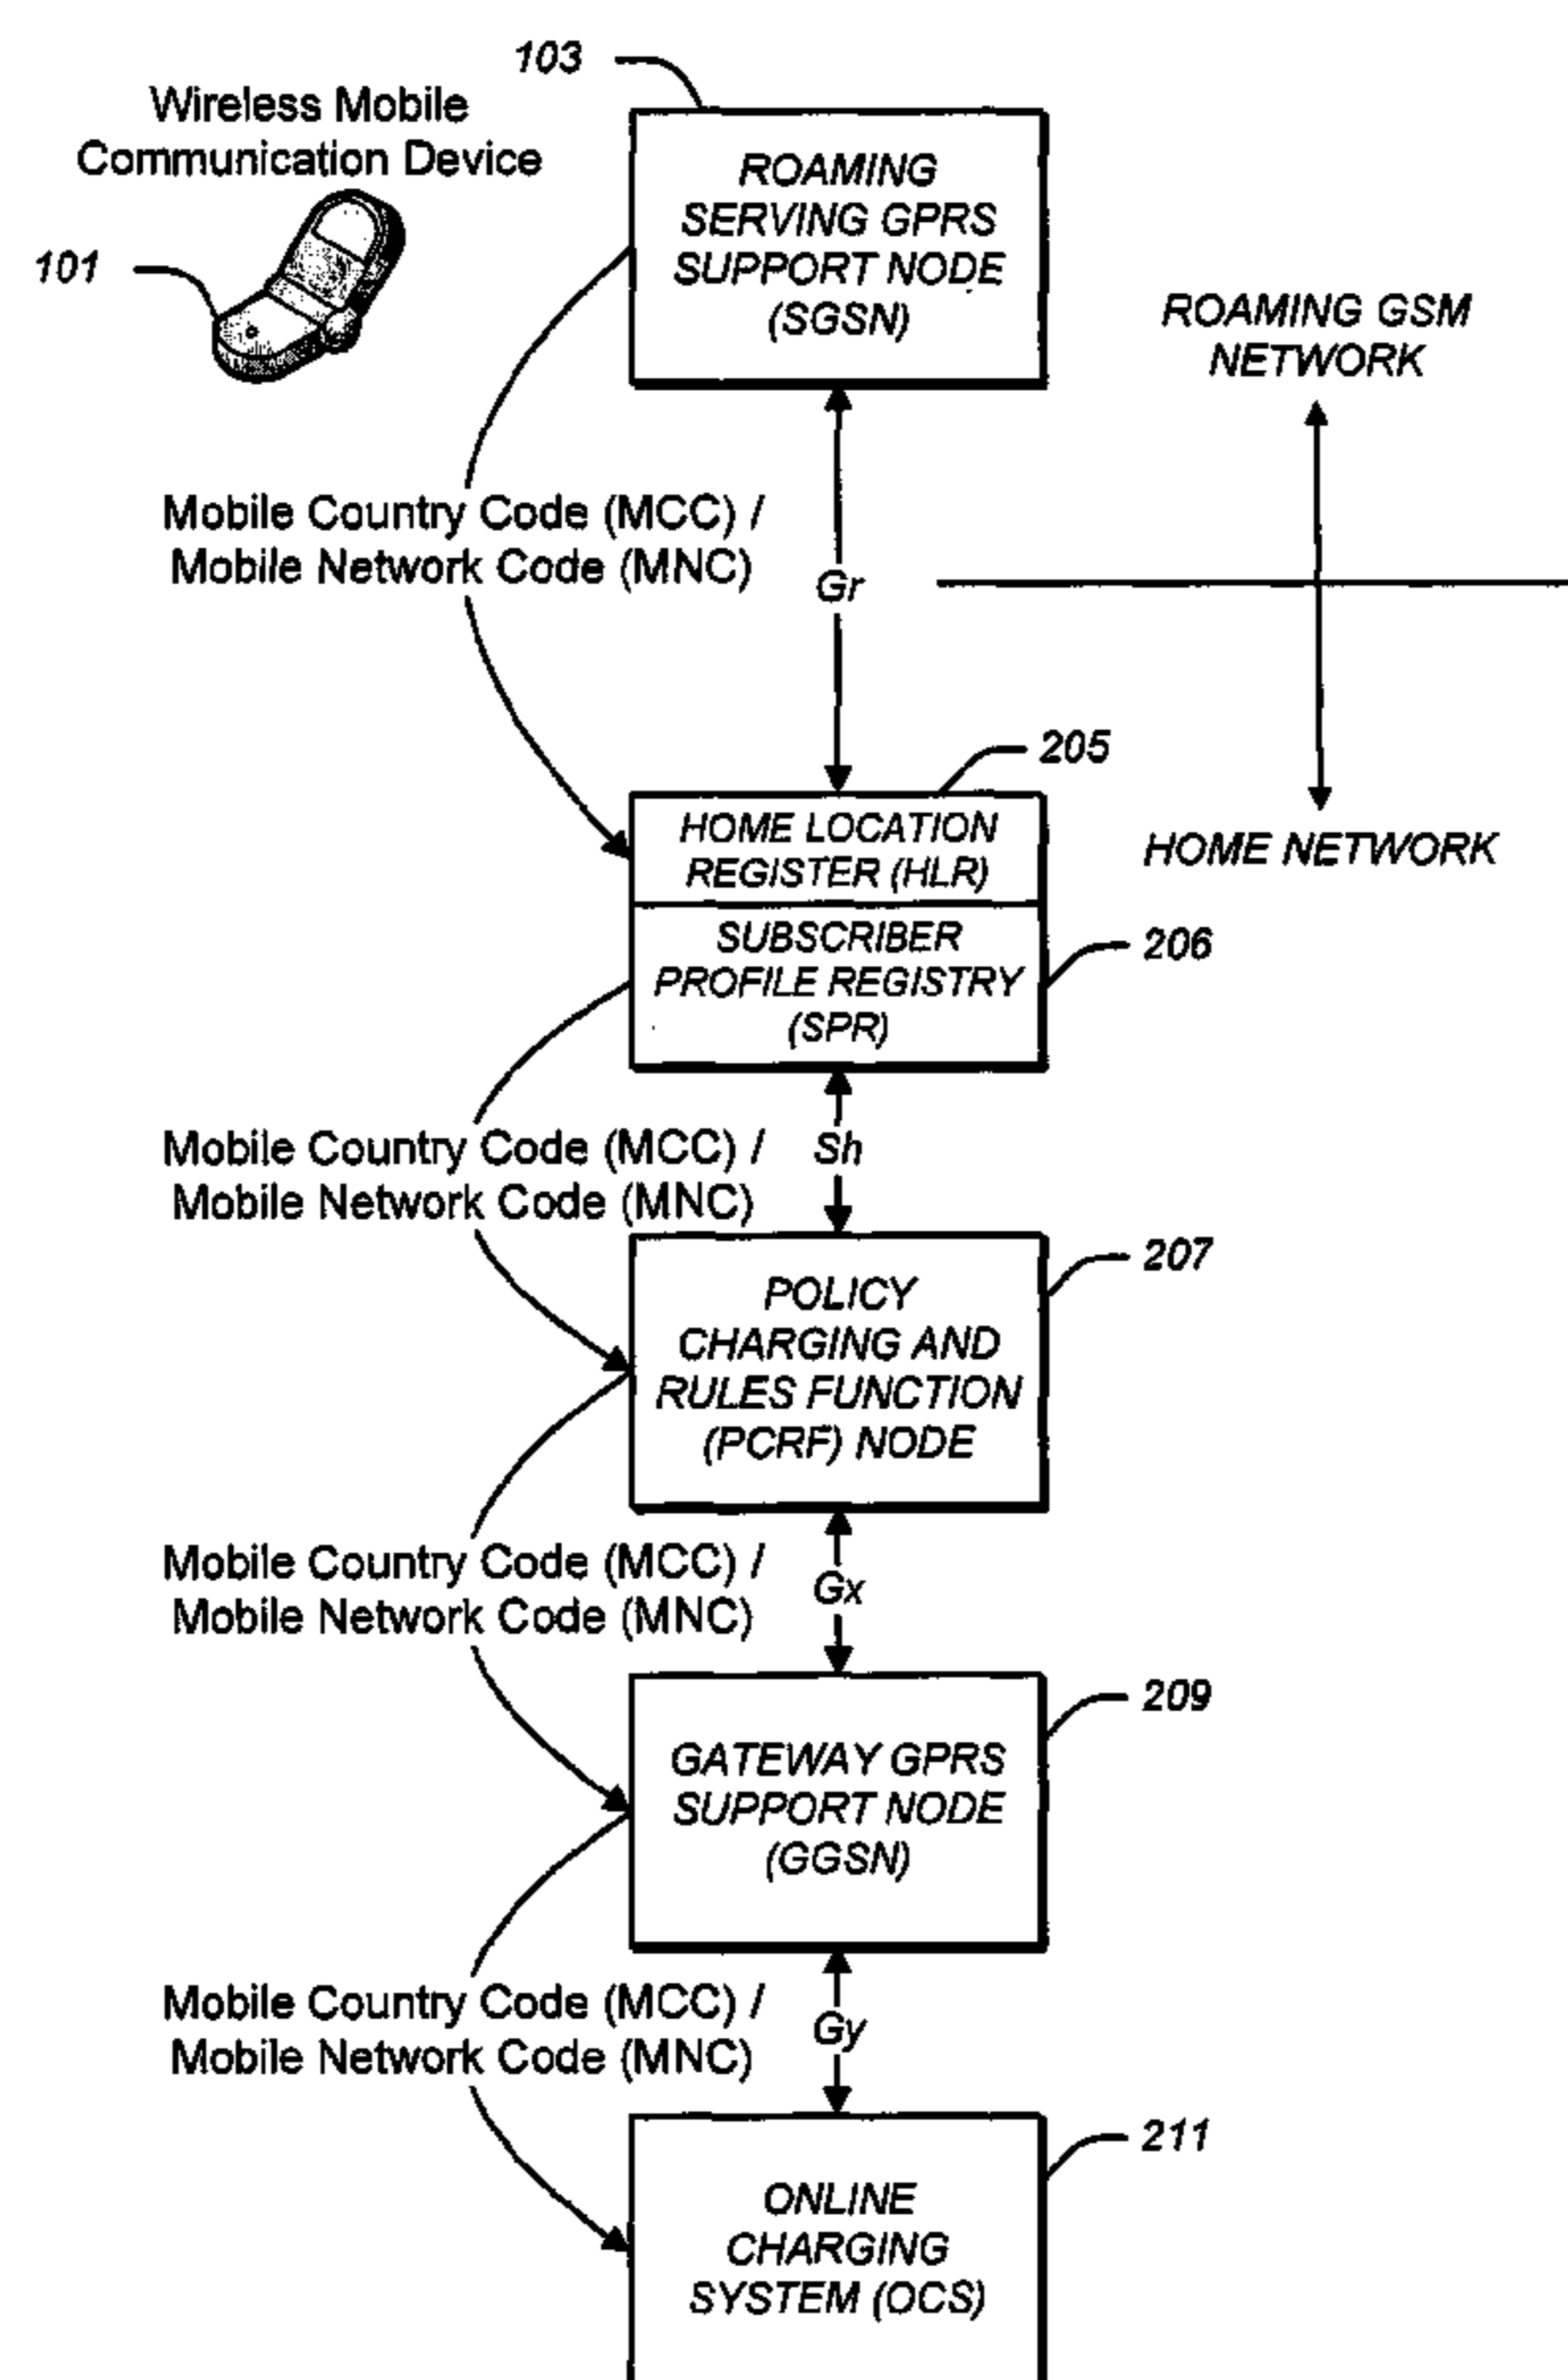 103
Wireless Mobile
Communication Device
101
ROAMING
SERVING GPRS
SUPPORT NODE
(SGSN)
ROAMING GSM
NETWORK
Mobile Country Code (MCC) /
Mobile Network Code (MNC)
Gr
205
HOME LOCATION
REGISTER (HLR)
HOME NETWORK
SUBSCRIBER
PROFILE REGISTRY
(SPR)
206
Mobile Country Code (MCC) /
Mobile Network Code (MNC)
Sh
207
POLICY
CHARGING AND
RULES FUNCTION
(PCRF) NODE
Mobile Country Code (MCC) /
Mobile Network Code (MNC)
Gx
209
GATEWAY GPRS
SUPPORT NODE
(GGSN)
Mobile Country Code (MCC) /
Mobile Network Code (MNC)
Gy
211
ONLINE
CHARGING
SYSTEM (OCS)